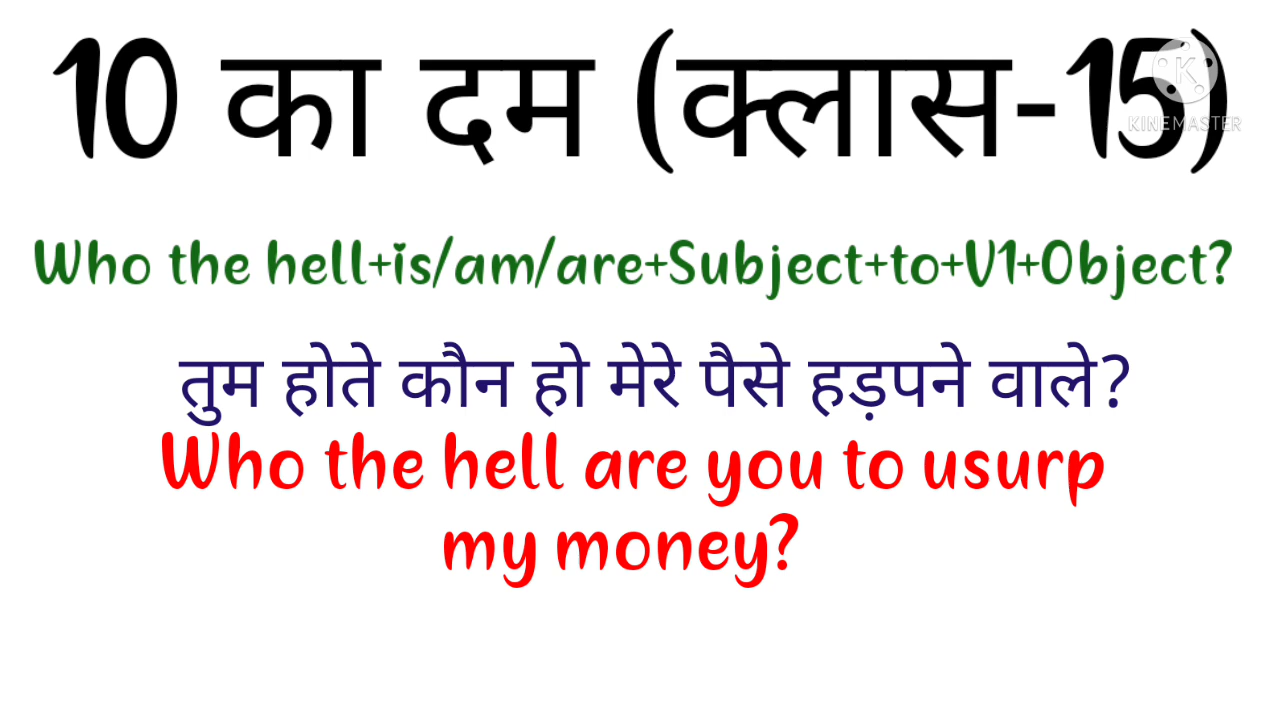 10 का दम (क्लास-15)
KINEMASTER
Who the hell+is/am/are+Subject+to+V1+Object?
तुम होते कौन हो मेरे पैसे हड़पने वाले?
Who the hell are you to usurp
my money?